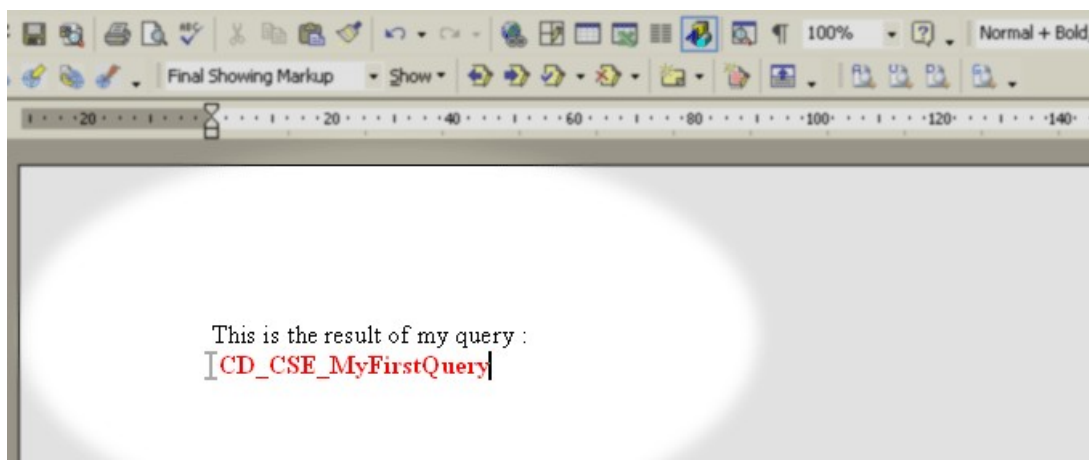 100% Normal + Bold,
Final Showing Markup Show
20 20 40 60 80 100 120 140
This is the result of my query :
CD_CSE_MyFirstQuery